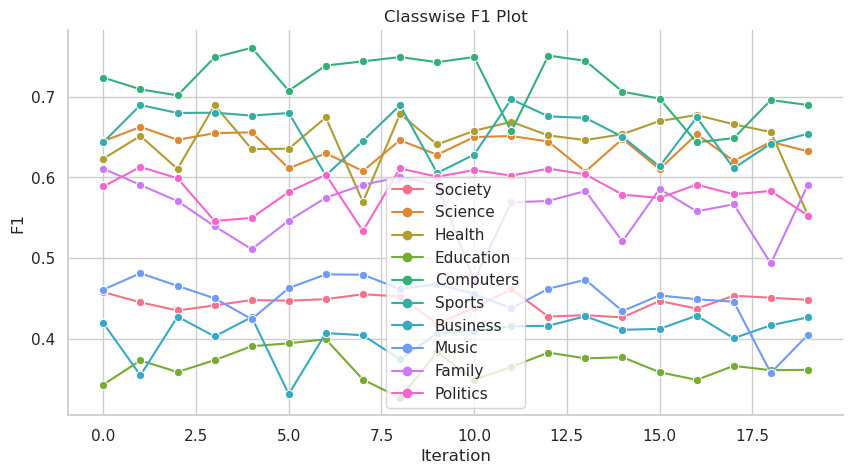 Classwise F1 Plot
F1
0.7
0.6
0.5
0.4
Society
Science
Health
Education
Computers
Sports
Business
Music
Family
Politics
0.0 2.5 5.0 7.5 10.0 12.5 15.0 17.5
Iteration